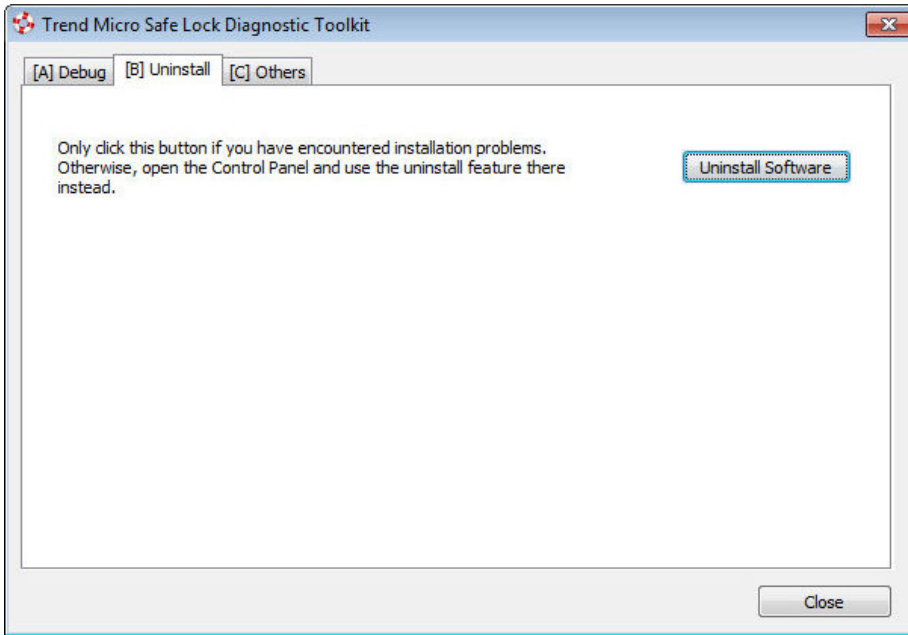 Trend Micro Safe Lock Diagnostic Toolkit
[A] Debug [B] Uninstall [C] Others
Only click this button if you have encountered installation problems.
Otherwise, open the Control Panel and use the uninstall feature there
instead.
Uninstall Software
Close